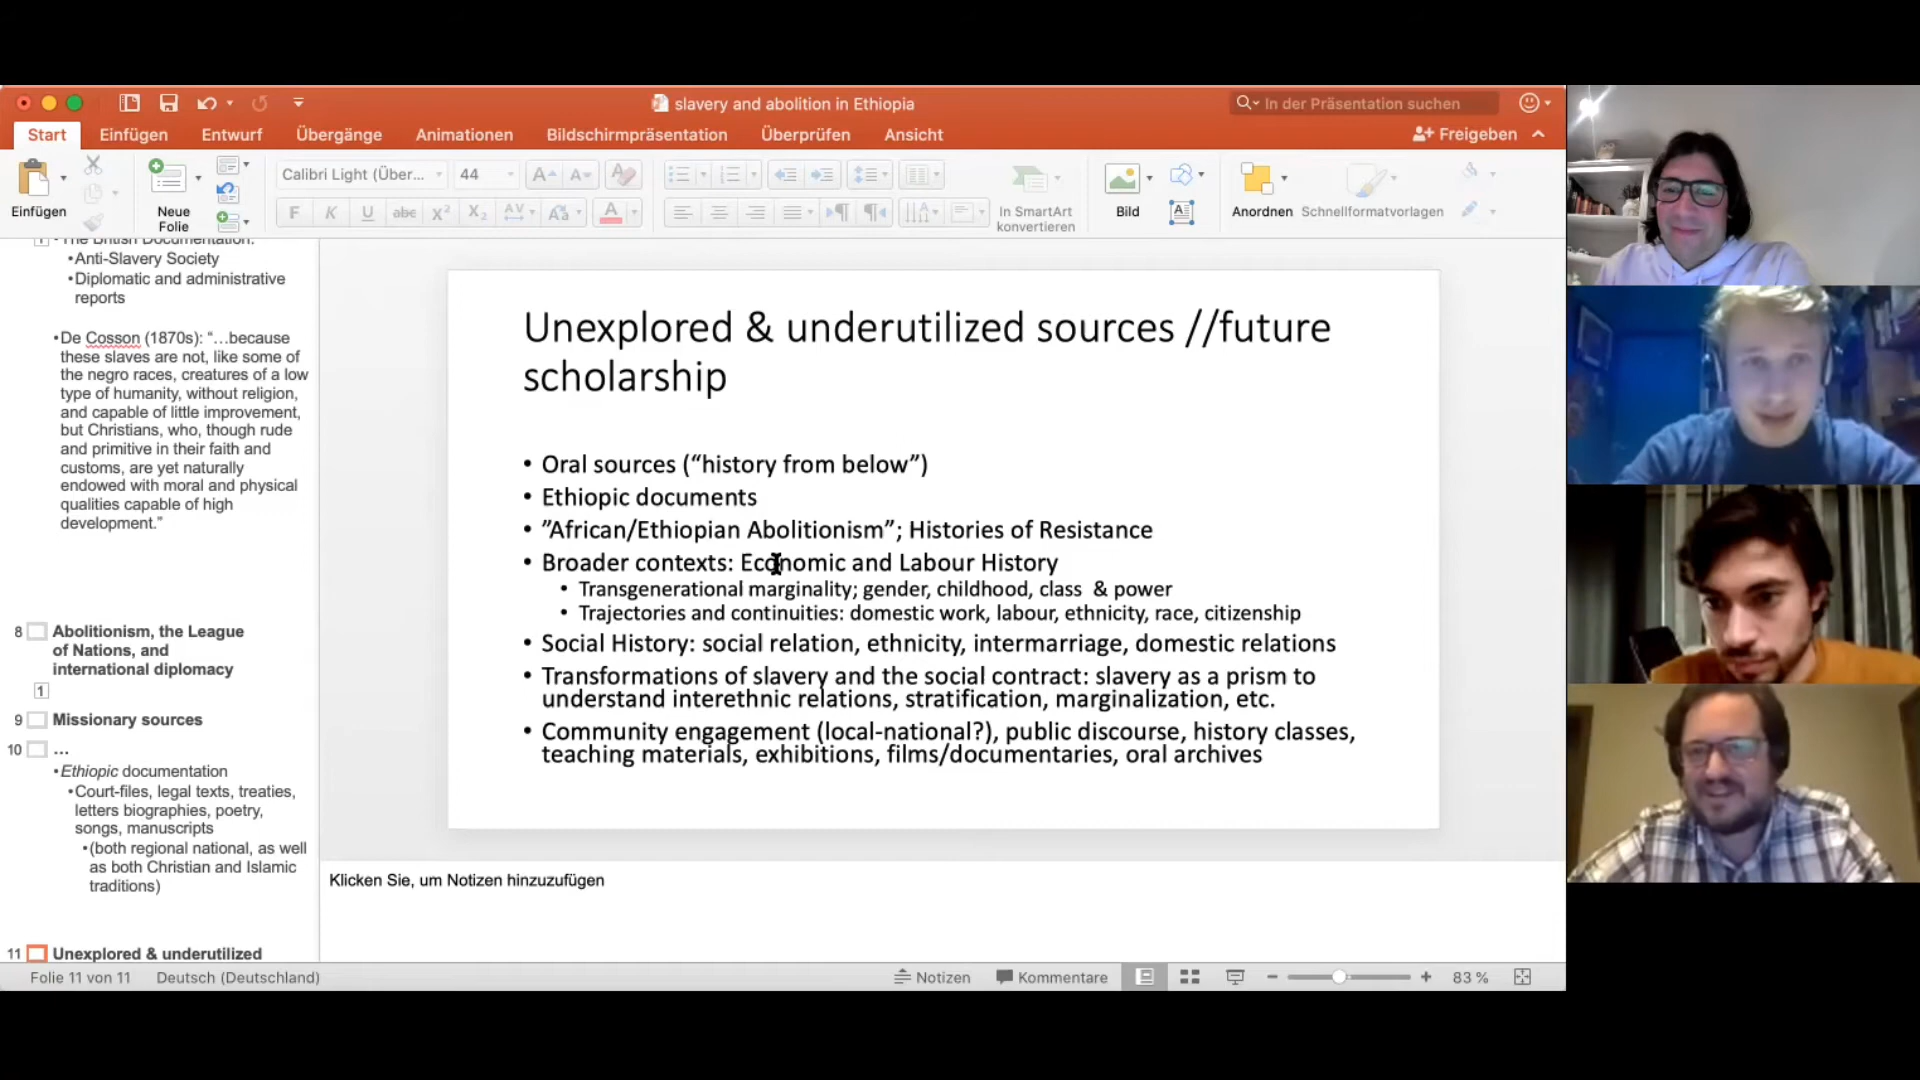 slavery and abolition in Ethiopia
In der Präsentation suchen
Start Einfügen Entwurf Übergänge Animationen Bildschirmpräsentation Überprüfen Ansicht Freigeben
Calibri Light (Über... 44
Einfügen
Neue
Folie
In SmartArt
konvertieren
Bild
Anordnen
Schnellformatvorlagen
•The British Documentation:
•Anti-Slavery Society
•Diplomatic and administrative
reports
•De Cosson (1870s): “…because
these slaves are not, like some of
the negro races, creatures of a low
type of humanity, without religion,
and capable of little improvement,
but Christians, who, though rude
and primitive in their faith and
customs, are yet naturally
endowed with moral and physical
qualities capable of high
development.”
8 Abolitionism, the League
of Nations, and
international diplomacy
1
9 Missionary sources
10 …
•Ethiopic documentation
•Court-files, legal texts, treaties,
letters biographies, poetry,
songs, manuscripts
•(both regional national, as well
as both Christian and Islamic
traditions)
11 Unexplored & underutilized
Unexplored & underutilized sources //future
scholarship
• Oral sources (“history from below”)
• Ethiopic documents
• ”African/Ethiopian Abolitionism”; Histories of Resistance
• Broader contexts: Economic and Labour History
• Transgenerational marginality; gender, childhood, class & power
• Trajectories and continuities: domestic work, labour, ethnicity, race, citizenship
• Social History: social relation, ethnicity, intermarriage, domestic relations
• Transformations of slavery and the social contract: slavery as a prism to
understand interethnic relations, stratification, marginalization, etc.
• Community engagement (local-national?), public discourse, history classes,
teaching materials, exhibitions, films/documentaries, oral archives
Klicken Sie, um Notizen hinzuzufügen
Folie 11 von 11 Deutsch (Deutschland) Notizen Kommentare 83 %